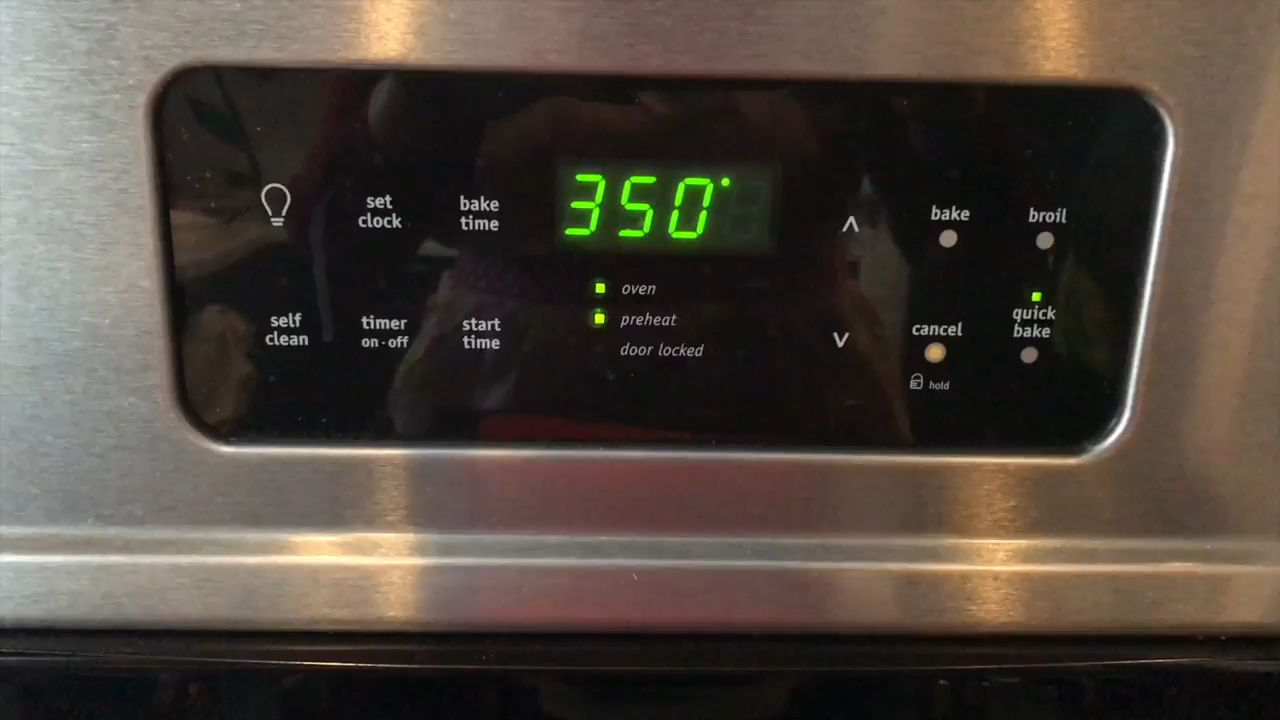 set
clock
bake
time
350°
bake
broil
oven
preheat
door locked
self
clean
timer
on·off
start
time
cancel
hold
quick
bake